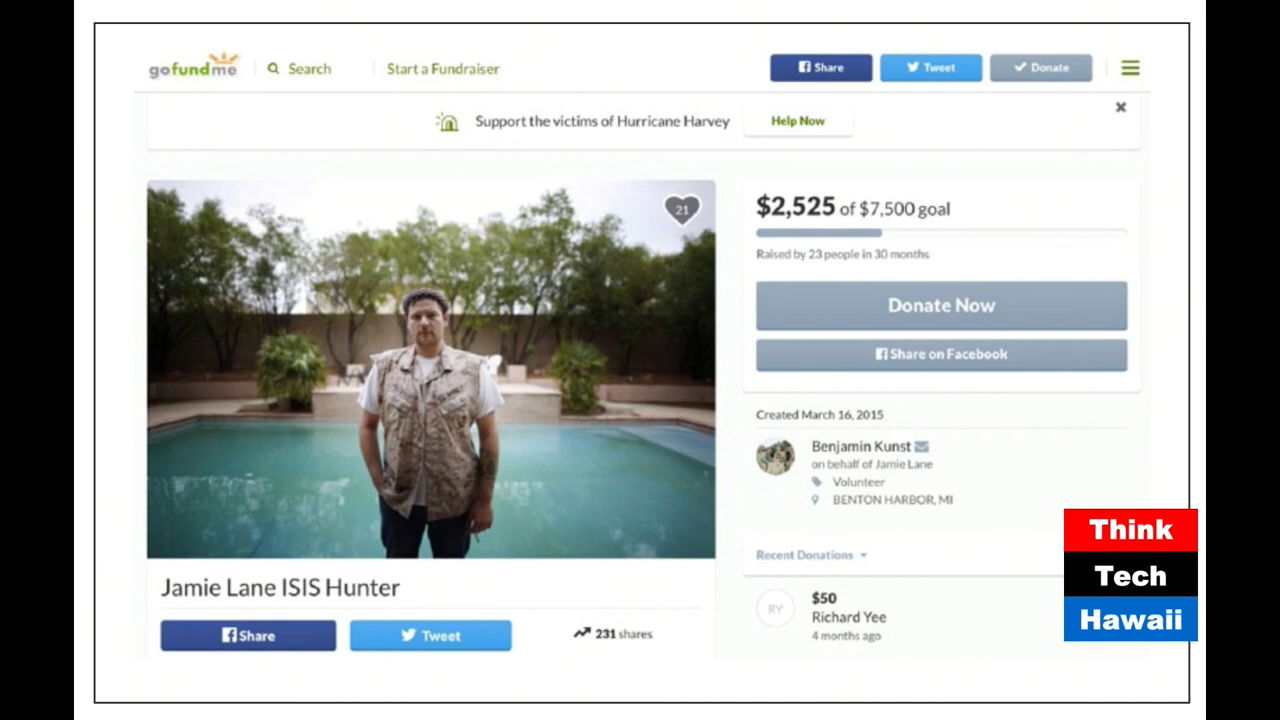 gofundme
Search
Start a Fundraiser
Share
Tweet
Donate
Support the victims of Hurricane Harvey
Help Now
21
$2,525 of $7,500 goal
Raised by 23 people in 30 months
Donate Now
Share on Facebook
Created March 16, 2015
Benjamin Kunst
on behalf of Jamie Lane
Volunteer
BENTON HARBOR, MI
Jamie Lane ISIS Hunter
Share
Tweet
231 shares
Recent Donations
RY
$50
Richard Yee
4 months ago
Think
Tech
Hawaii